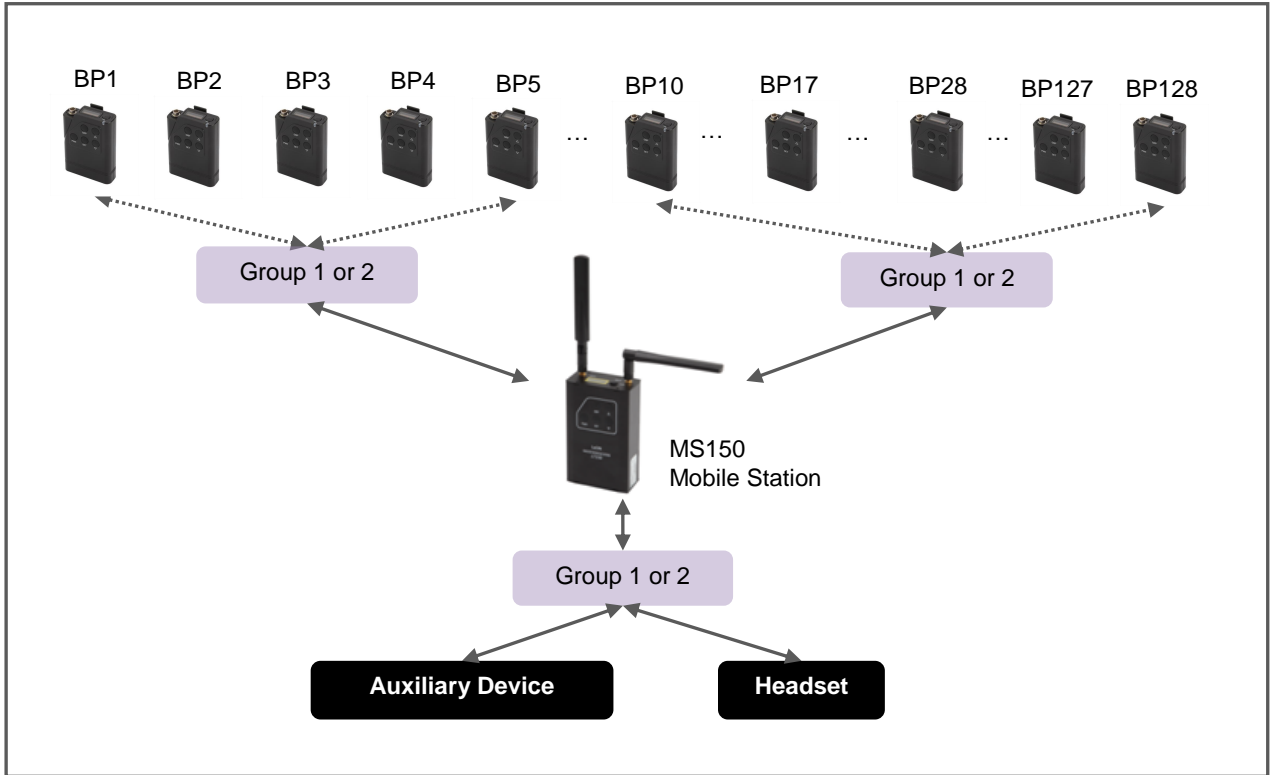 BP1 BP2 BP3 BP4 BP5 BP10 BP17 BP28 BP127 BP128
... ... ... ...
Group 1 or 2
Group 1 or 2
MS150
Mobile Station
Group 1 or 2
Auxiliary Device
Headset